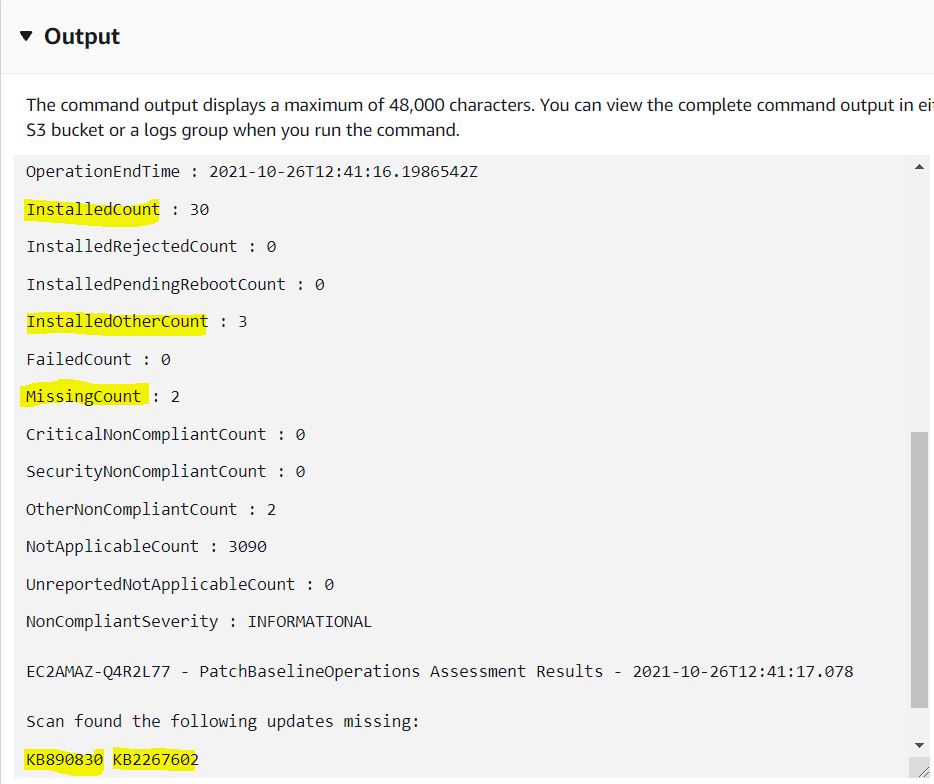 Output
The command output displays a maximum of 48,000 characters. You can view the complete command output in ei
S3 bucket or a logs group when you run the command.
OperationEndTime : 2021-10-26T12:41:16.1986542Z
InstalledCount : 30
InstalledRejectedCount : 0
InstalledPendingRebootCount : 0
InstalledOtherCount : 3
FailedCount : 0
MissingCount : 2
CriticalNonCompliantCount : 0
SecurityNonCompliantCount : 0
OtherNonCompliantCount : 2
NotApplicableCount : 3090
UnreportedNotApplicableCount : 0
NonCompliantSeverity : INFORMATIONAL
EC2AMAZ-Q4R2L77 - PatchBaselineOperations Assessment Results - 2021-10-26T12:41:17.078
Scan found the following updates missing:
KB890830 KB2267602